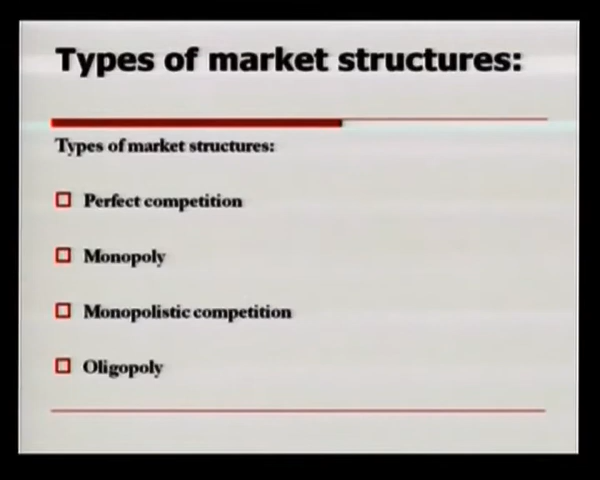 Types of market structures:
Types of market structures:
Perfect competition
Monopoly
Monopolistic competition
Oligopoly